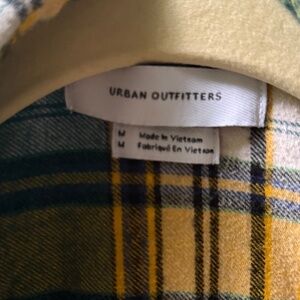 URBAN OUTFITTERS
M Made in Vietnam
M Fabriqué En Vietnam